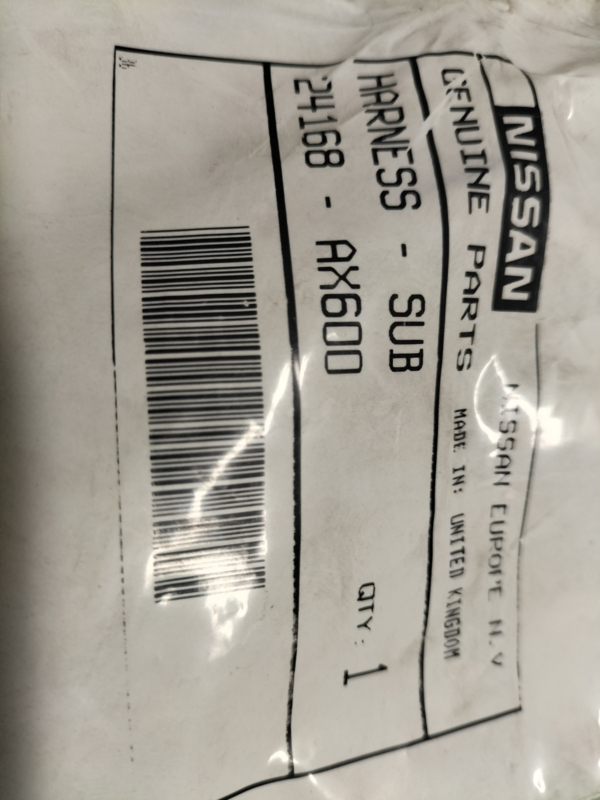 NISSAN NISSAN EUROPE N.V
GENUINE PARTS MADE IN: UNITED KINGDOM
HARNESS - SUB
24168 - AX600 QTY: 1